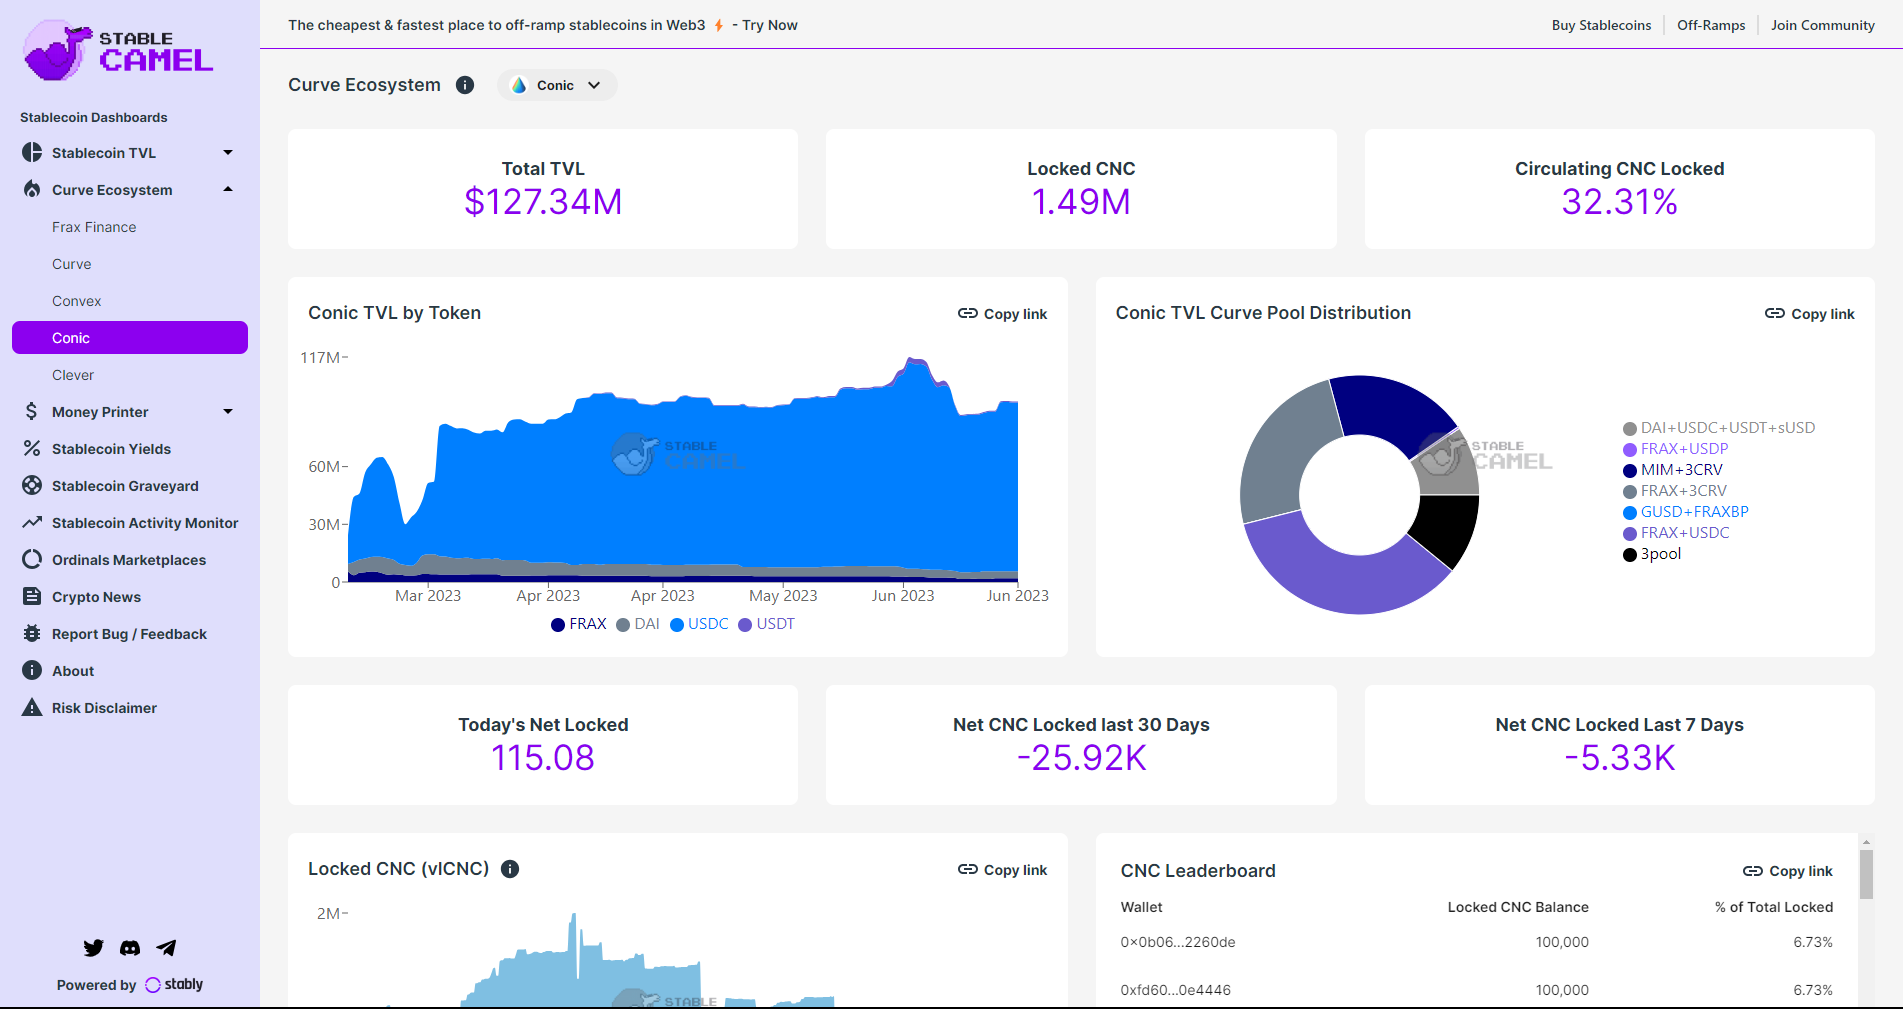 STABLE
CAMEL
Stablecoin Dashboards
Stablecoin TVL
Curve Ecosystem
Frax Finance
Curve
Convex
Conic
Clever
Money Printer
Stablecoin Yields
Stablecoin Graveyard
Stablecoin Activity Monitor
Ordinals Marketplaces
Crypto News
Report Bug / Feedback
About
Risk Disclaimer
Powered by stably
The cheapest & fastest place to off-ramp stablecoins in Web3 ⚡ - Try Now
Buy Stablecoins Off-Ramps Join Community
Curve Ecosystem Conic
Total TVL
$127.34M
Locked CNC
1.49M
Circulating CNC Locked
32.31%
Conic TVL by Token Copy link
117M
60M
30M
0
STABLE
CAMEL
Mar 2023 Apr 2023 Apr 2023 May 2023 Jun 2023 Jun 2023
FRAX DAI USDC USDT
Conic TVL Curve Pool Distribution Copy link
STABLE
CAMEL
DAI+USDC+USDT+sUSD
FRAX+USDP
MIM+3CRV
FRAX+3CRV
GUSD+FRAXBP
FRAX+USDC
3pool
Today's Net Locked
115.08
Net CNC Locked last 30 Days
-25.92K
Net CNC Locked Last 7 Days
-5.33K
Locked CNC (vlCNC) Copy link
2M
STABLE
CNC Leaderboard Copy link
Wallet Locked CNC Balance % of Total Locked
0x0b06...2260de 100,000 6.73%
0xfd60...0e4446 100,000 6.73%